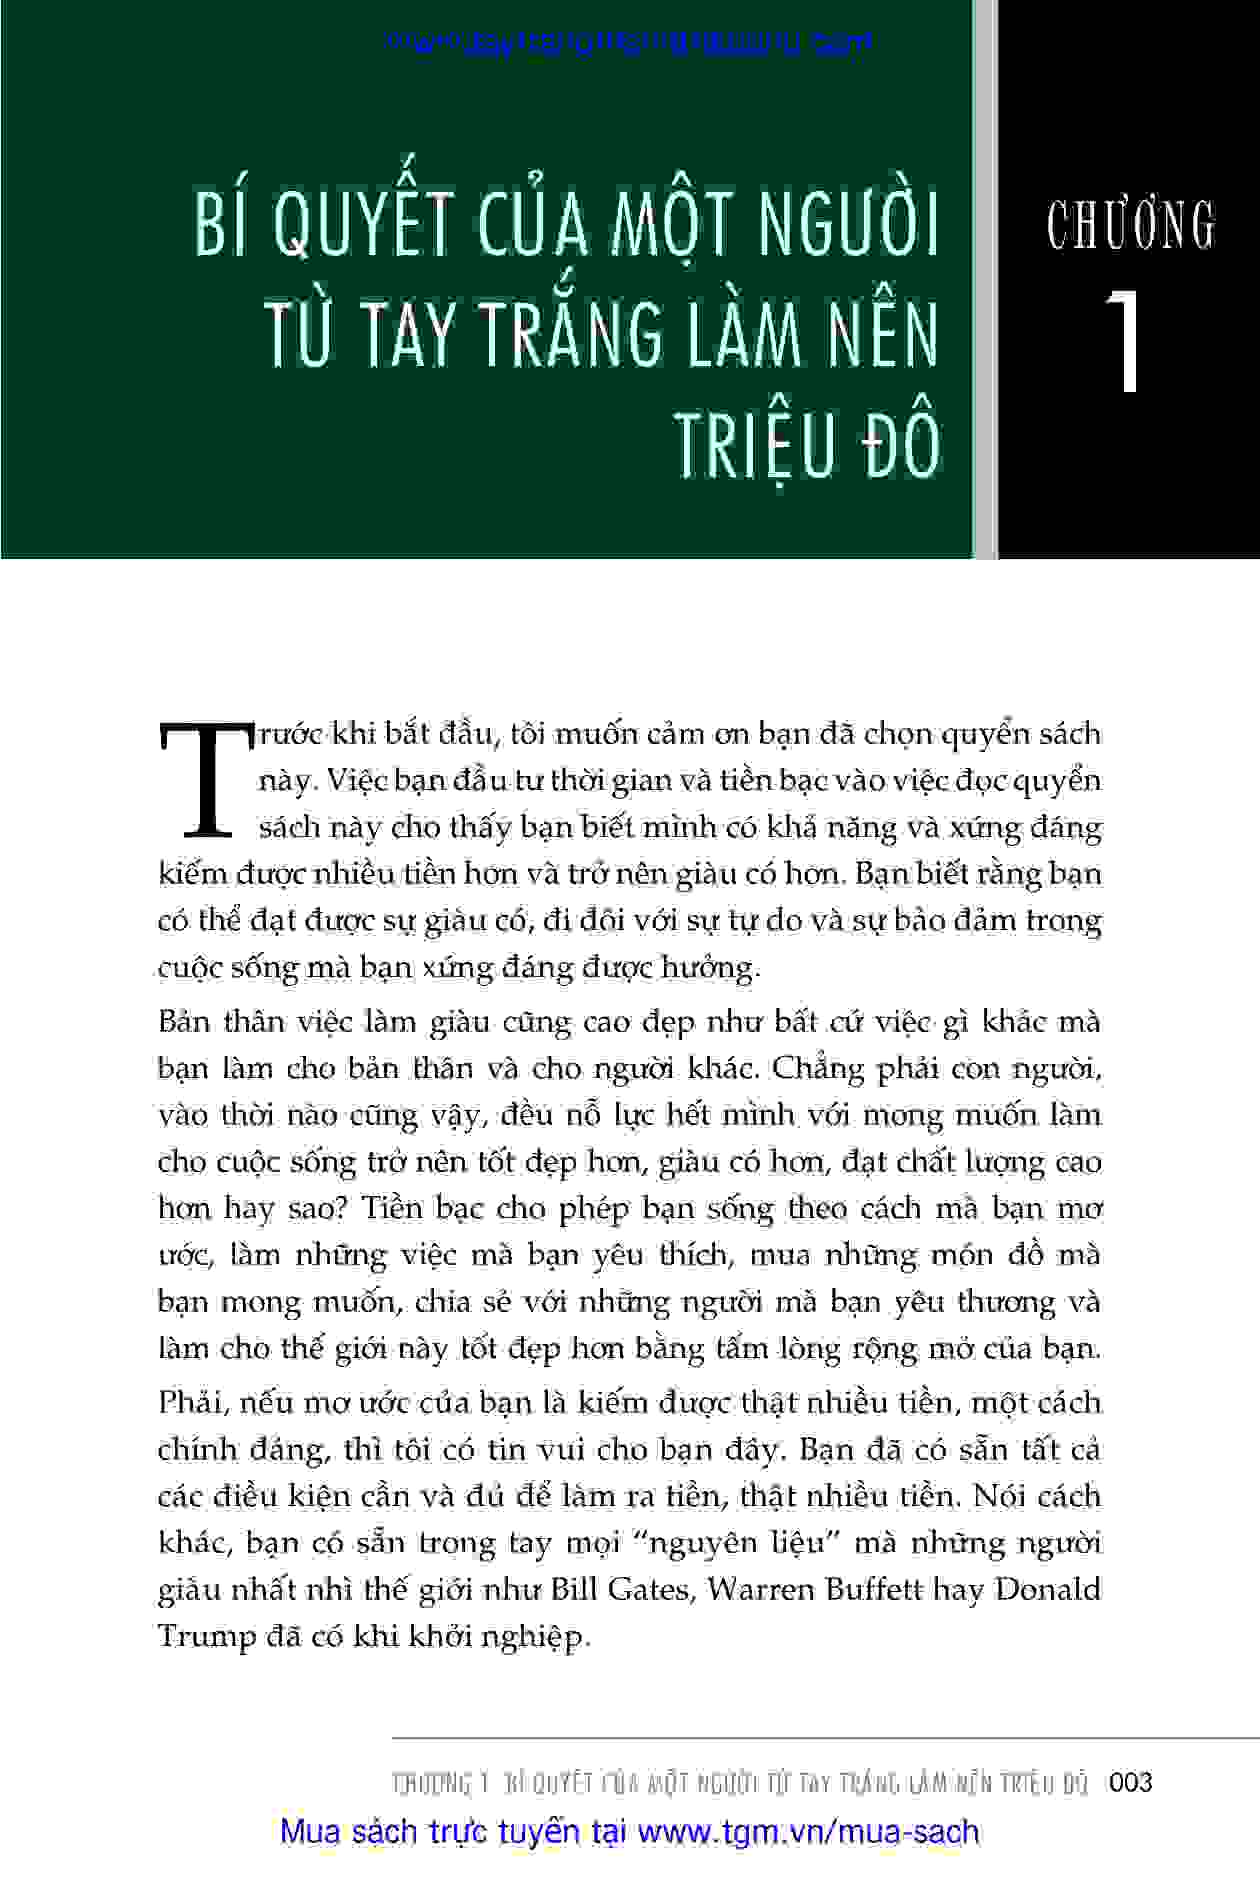 BÍ QUYẾT CỦA MỘT NGƯỜI
TỪ TAY TRẮNG LÀM NÊN
TRIỆU ĐÔ
CHƯƠNG
1
Trước khi bắt đầu, tôi muốn cảm ơn bạn đã chọn quyển sách
này. Việc bạn đầu tư thời gian và tiền bạc vào việc đọc quyển
sách này cho thấy bạn biết mình có khả năng và xứng đáng
kiếm được nhiều tiền hơn và trở nên giàu có hơn. Bạn biết rằng bạn
có thể đạt được sự giàu có, đi đôi với sự tự do và sự bảo đảm trong
cuộc sống mà bạn xứng đáng được hưởng.
Bản thân việc làm giàu cũng cao đẹp như bất cứ việc gì khác mà
bạn làm cho bản thân và cho người khác. Chẳng phải con người,
vào thời nào cũng vậy, đều nỗ lực hết mình với mong muốn làm
cho cuộc sống trở nên tốt đẹp hơn, giàu có hơn, đạt chất lượng cao
hơn hay sao? Tiền bạc cho phép bạn sống theo cách mà bạn mơ
ước, làm những việc mà bạn yêu thích, mua những món đồ mà
bạn mong muốn, chia sẻ với những người mà bạn yêu thương và
làm cho thế giới này tốt đẹp hơn bằng tấm lòng rộng mở của bạn.
Phải, nếu mơ ước của bạn là kiếm được thật nhiều tiền, một cách
chính đáng, thì tôi có tin vui cho bạn đây. Bạn đã có sẵn tất cả
các điều kiện cần và đủ để làm ra tiền, thật nhiều tiền. Nói cách
khác, bạn có sẵn trong tay mọi “nguyên liệu” mà những người
giàu nhất nhì thế giới như Bill Gates, Warren Buffett hay Donald
Trump đã có khi khởi nghiệp.
CHƯƠNG 1 BÍ QUYẾT CỦA MỘT NGƯỜI TỪ TAY TRẮNG LÀM NÊN TRIỆU ĐÔ 003
Mua sách trực tuyến tại www.tgm.vn/mua-sach